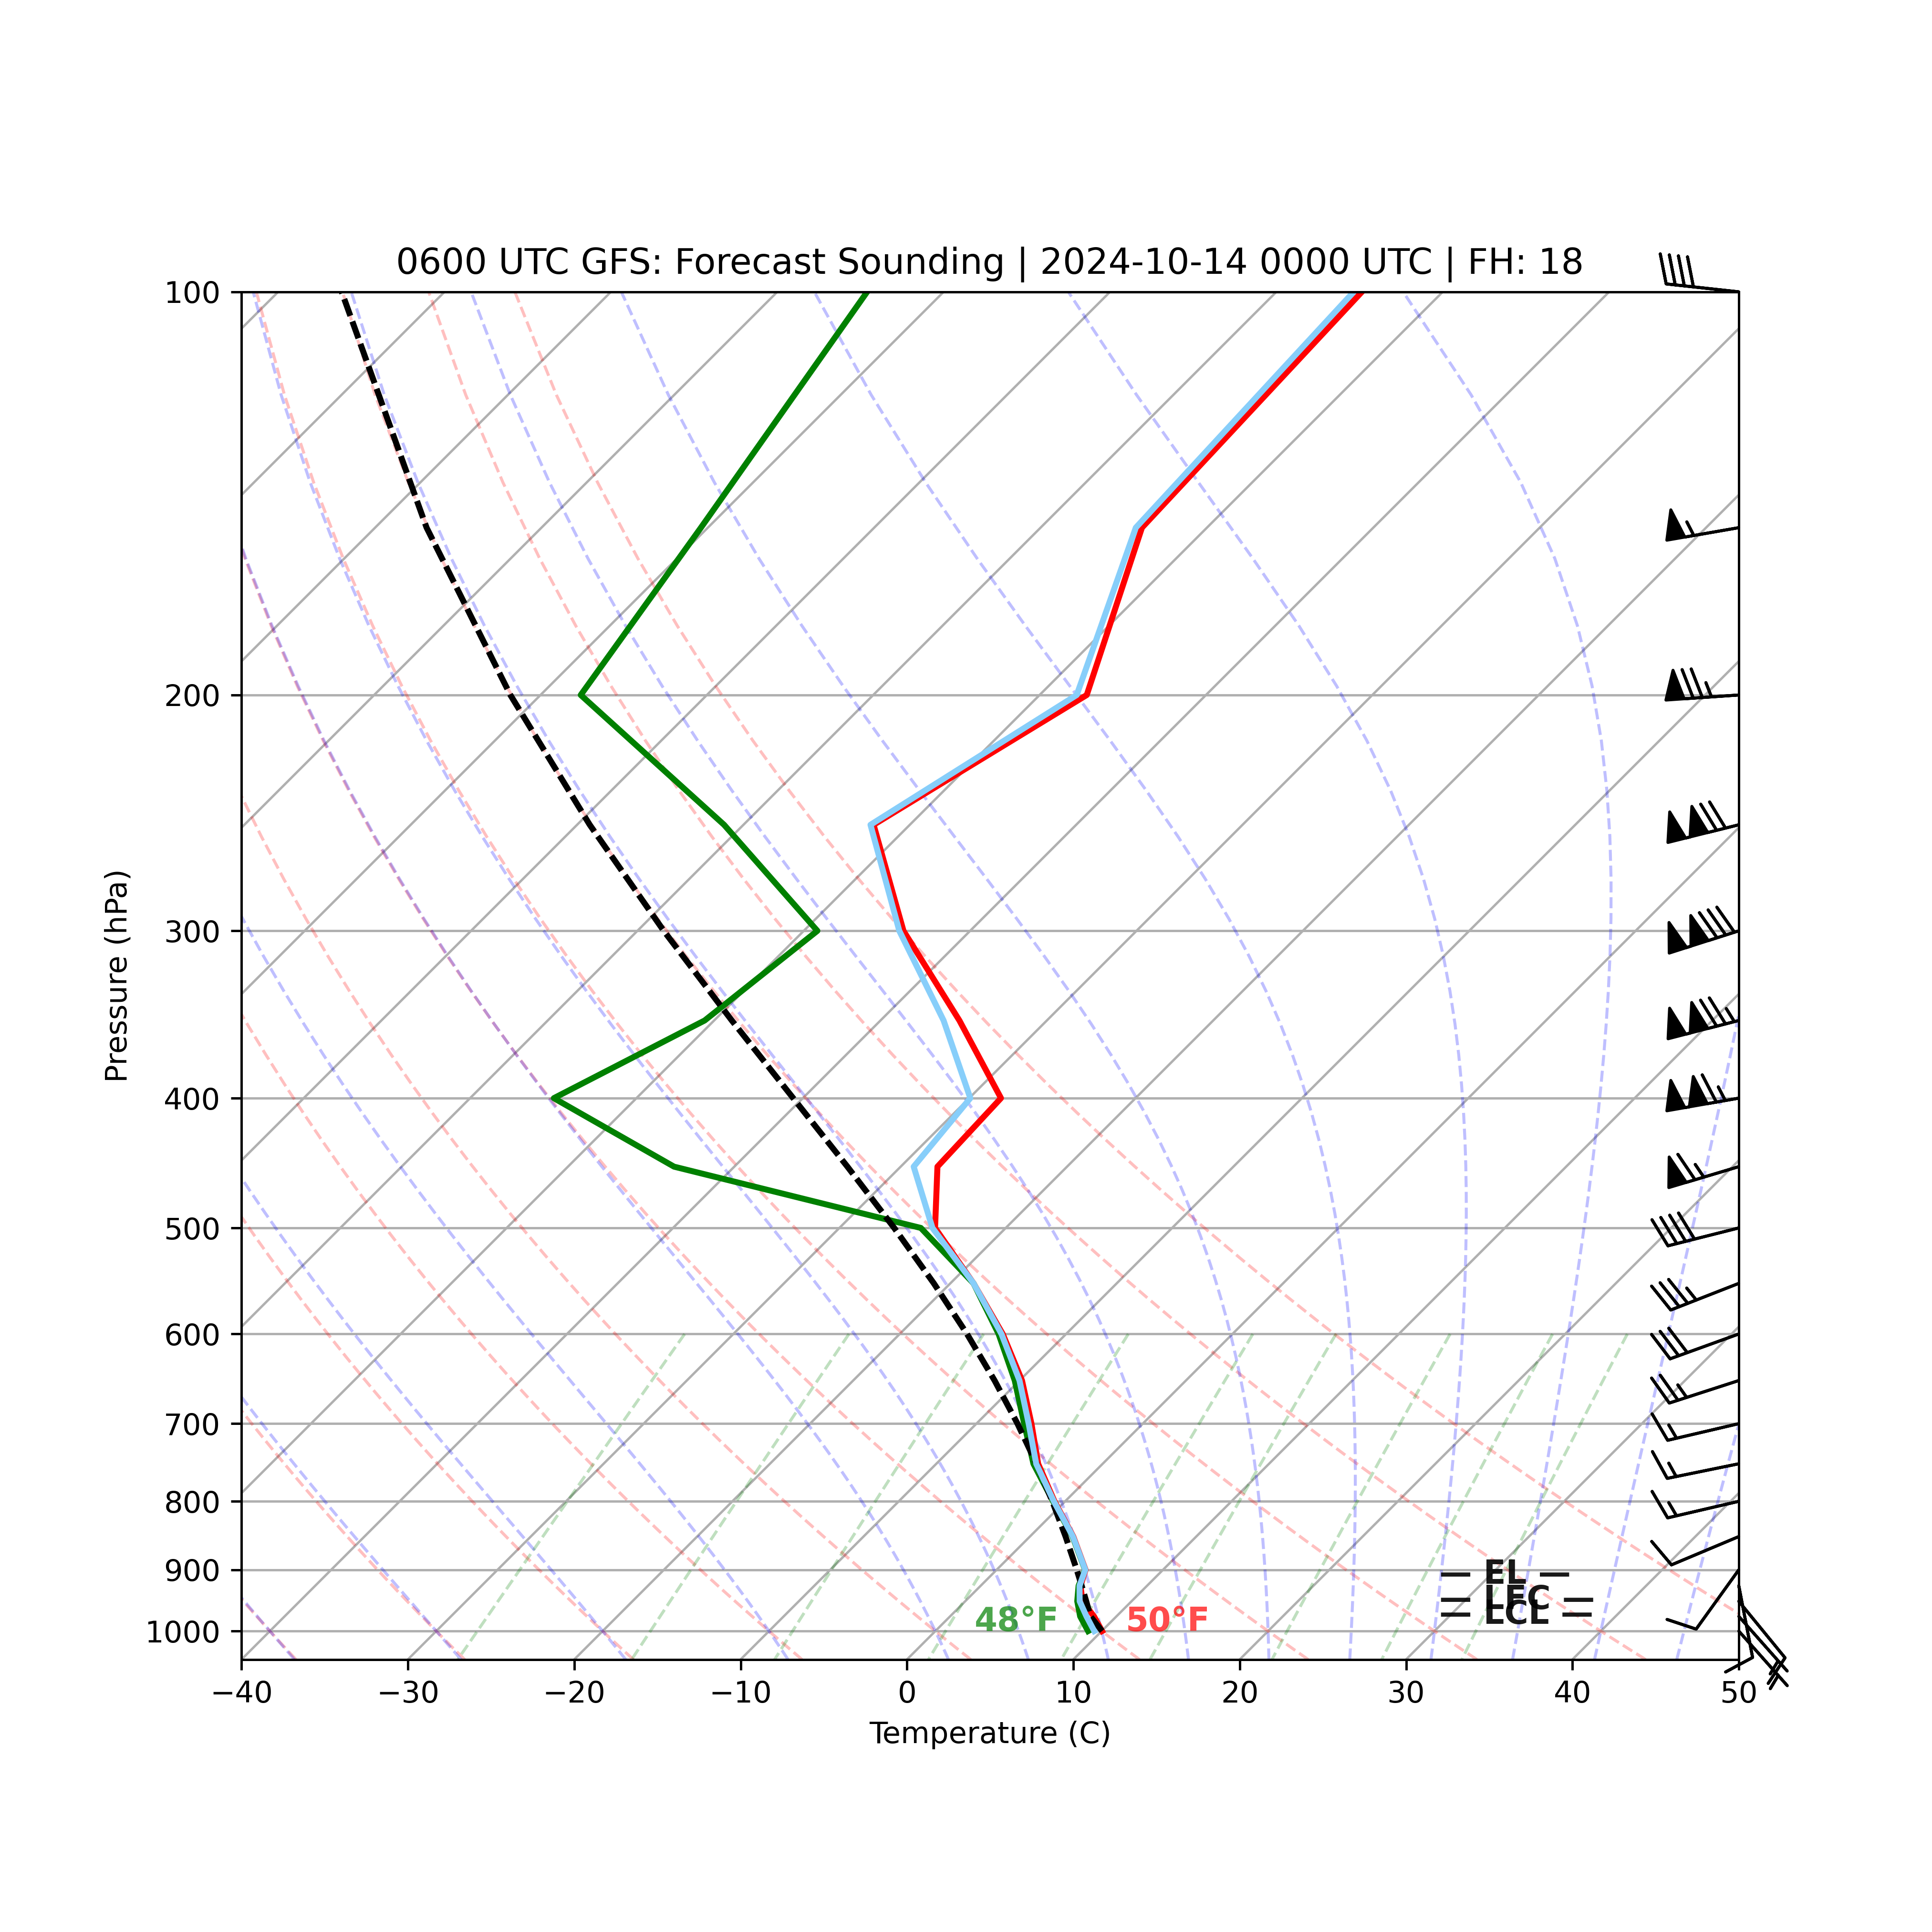 0600 UTC GFS: Forecast Sounding | 2024-10-14 0000 UTC | FH: 18
100
200
300
400
500
600
700
800
900
1000
Pressure (hPa)
— EL —
— LFC —
— LCL —
48°F
50°F
−40 −30 −20 −10 0 10 20 30 40 50
Temperature (C)